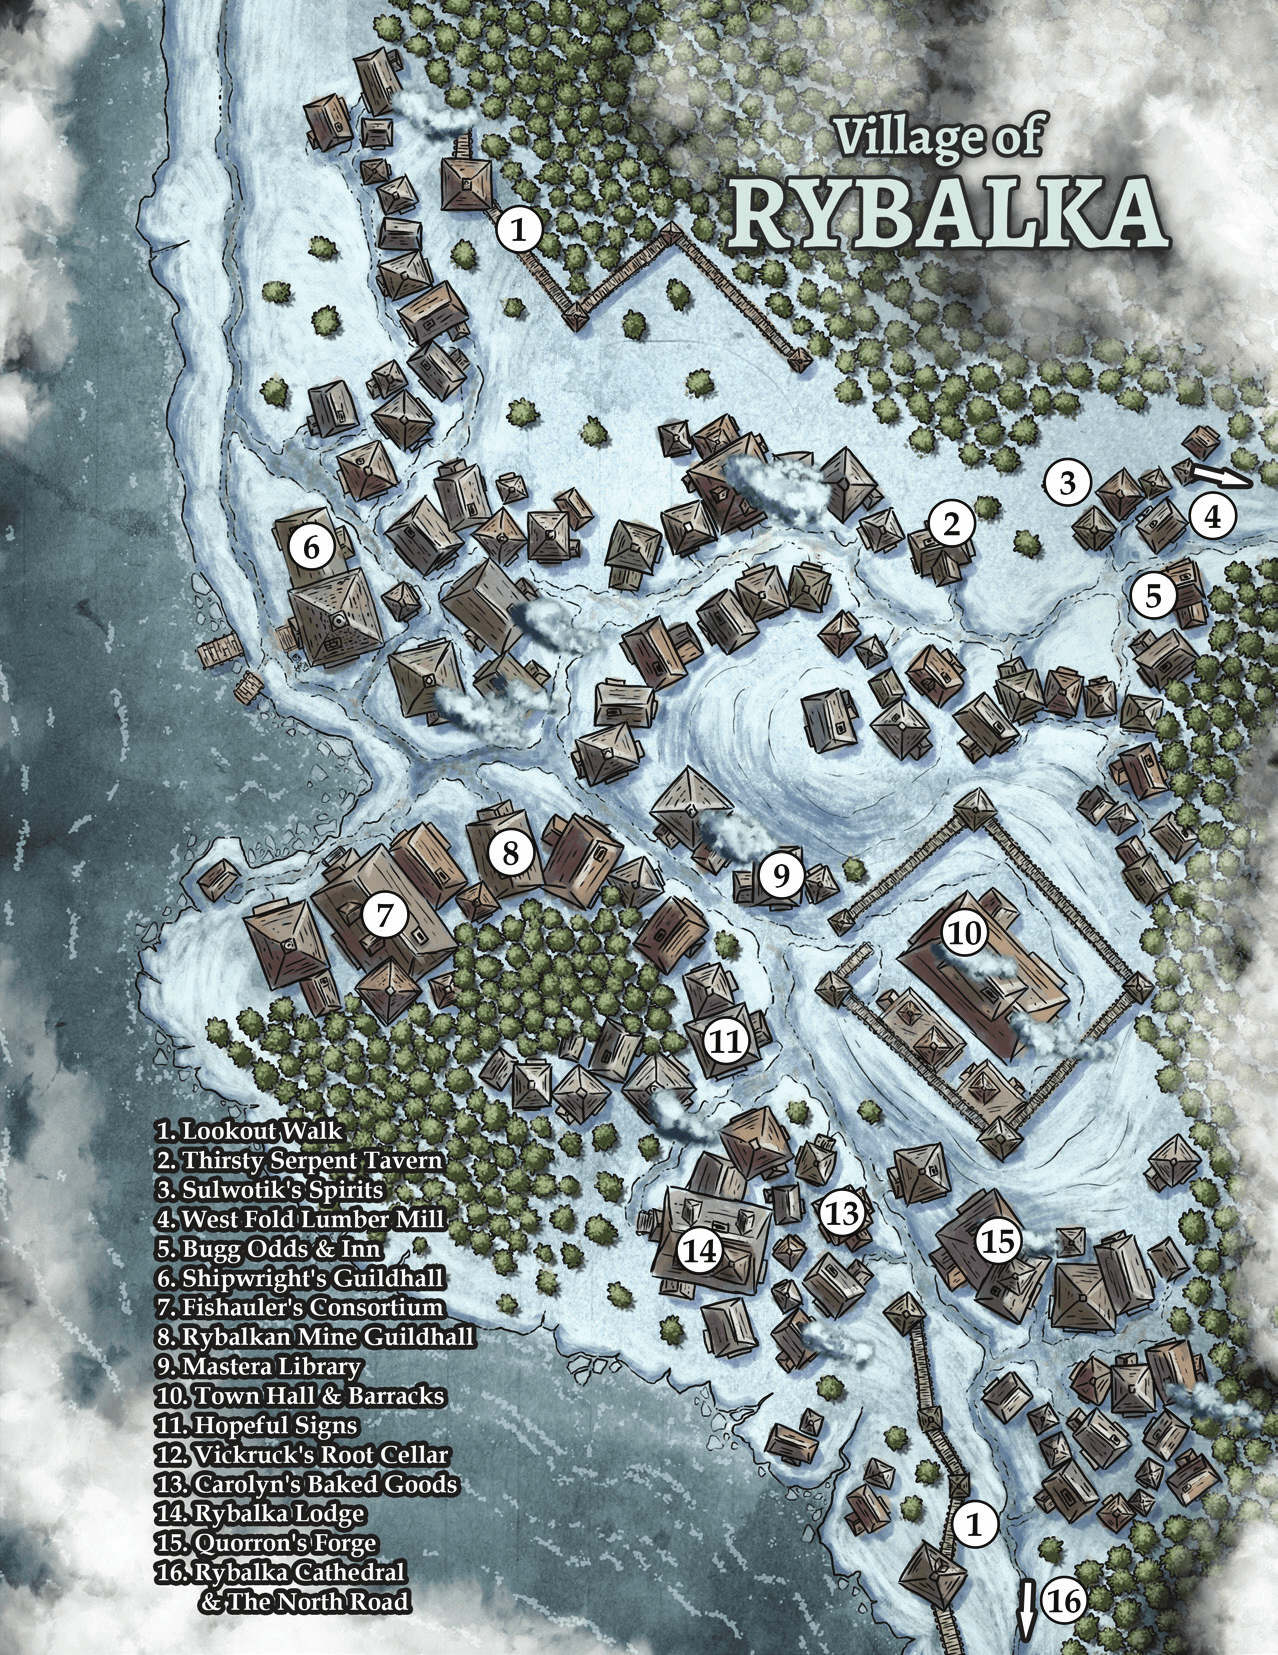 Village of
RYBALKA
1
2
3
4
5
6
7
8
9
10
11
13
14
15
1
16
1. Lookout Walk
2. Thirsty Serpent Tavern
3. Sulwotik's Spirits
4. West Fold Lumber Mill
5. Bugg Odds & Inn
6. Shipwright's Guildhall
7. Fishauler's Consortium
8. Rybalkan Mine Guildhall
9. Mastera Library
10. Town Hall & Barracks
11. Hopeful Signs
12. Vickruck's Root Cellar
13. Carolyn's Baked Goods
14. Rybalka Lodge
15. Quorron's Forge
16. Rybalka Cathedral
& The North Road